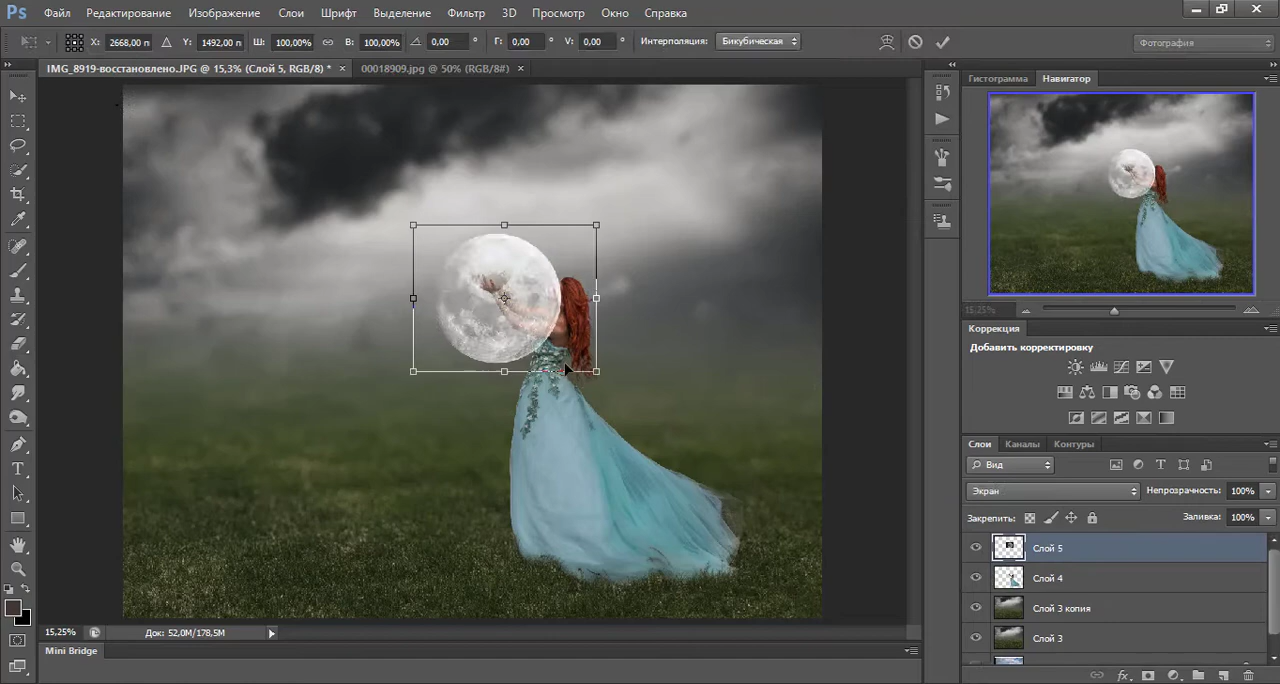 Ps Файл Редактирование Изображение Слои Шрифт Выделение Фильтр 3D Просмотр Окно Справка
X: 2668,00 п Y: 1492,00 п Ш: 100,00% В: 100,00% 0,00 ° Г: 0,00 ° V: 0,00 ° Интерполяция: Бикубическая Фотография
IMG_8919-восстановлено.JPG @ 15,3% (Слой 5, RGB/8) * × 00018909.jpg @ 50% (RGB/8#) ×
Гистограмма Навигатор
15,25%
Коррекция
Добавить корректировку
Слои Каналы Контуры
Вид
Экран Непрозрачность: 100%
Закрепить: Заливка: 100%
Слой 5
Слой 4
Слой 3 копия
Слой 3
fx
15,25% Док: 52,0M/178,5M
Mini Bridge